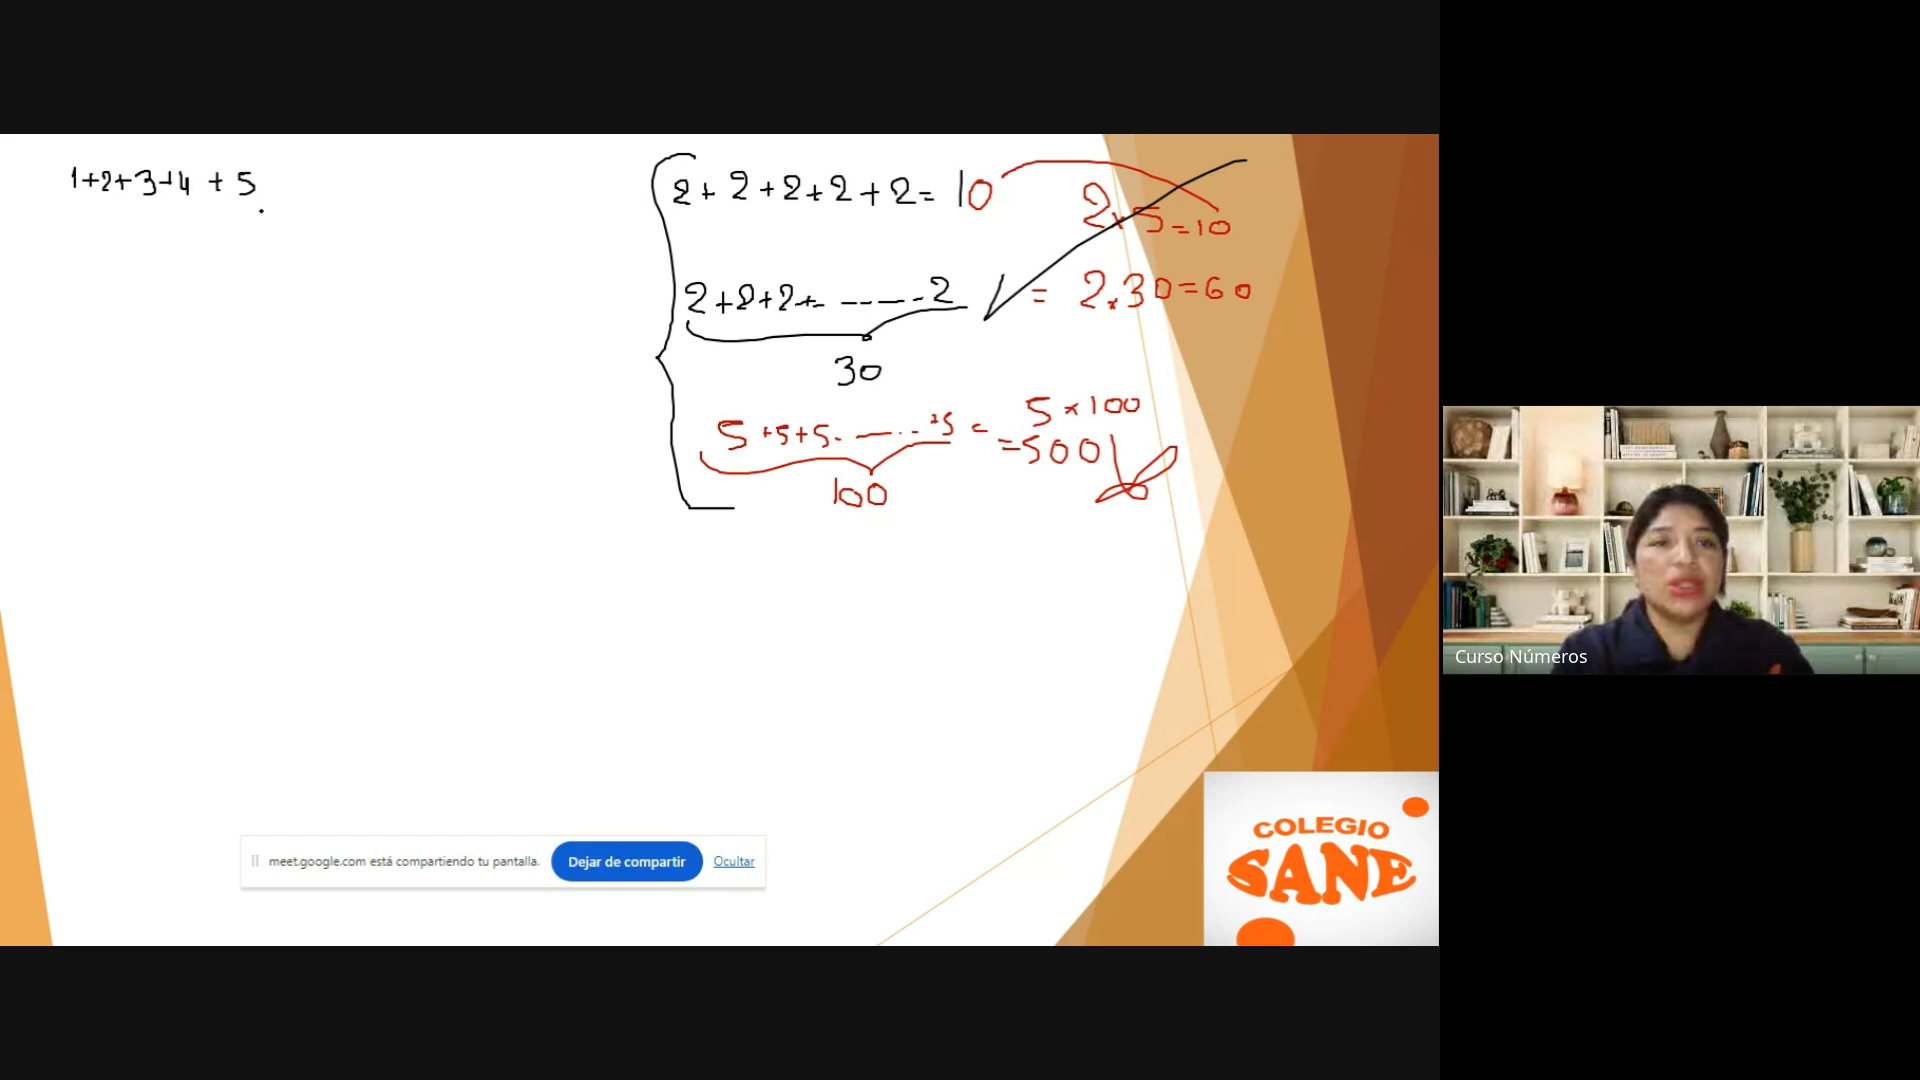 1+2+3+4 + 5
2+2+2+2+2= 10
2x5=10
2+2+2+-----2
= 2.30=60
30
5+5+5. ---..+5 =
5x100
=500
100
meet.google.com está compartiendo tu pantalla.
Dejar de compartir
Ocultar
COLEGIO
SANE
Curso Números